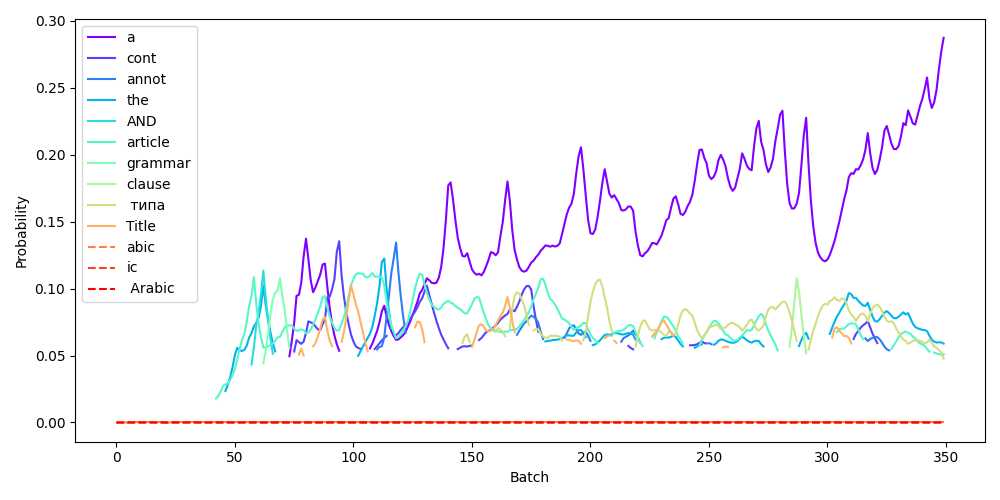 0.30
0.25
0.20
0.15
0.10
0.05
0.00
Probability
a
cont
annot
the
AND
article
grammar
clause
типа
Title
abic
ic
Arabic
0 50 100 150 200 250 300 350
Batch